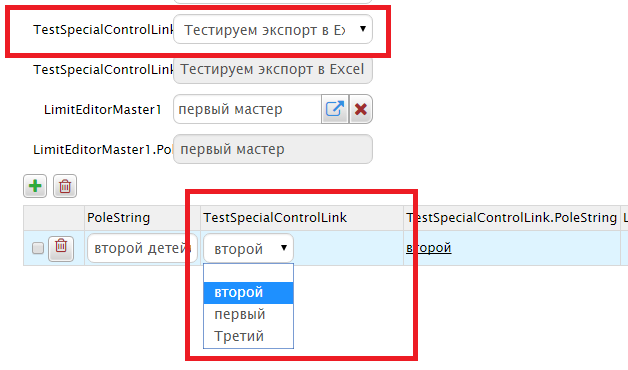 TestSpecialControlLink Тестируем экспорт в Ex
TestSpecialControlLink Тестируем экспорт в Excel
LimitEditorMaster1 первый мастер
LimitEditorMaster1.Pol первый мастер
PoleString TestSpecialControlLink TestSpecialControlLink.PoleString L
второй детей второй второй
второй
первый
Третий